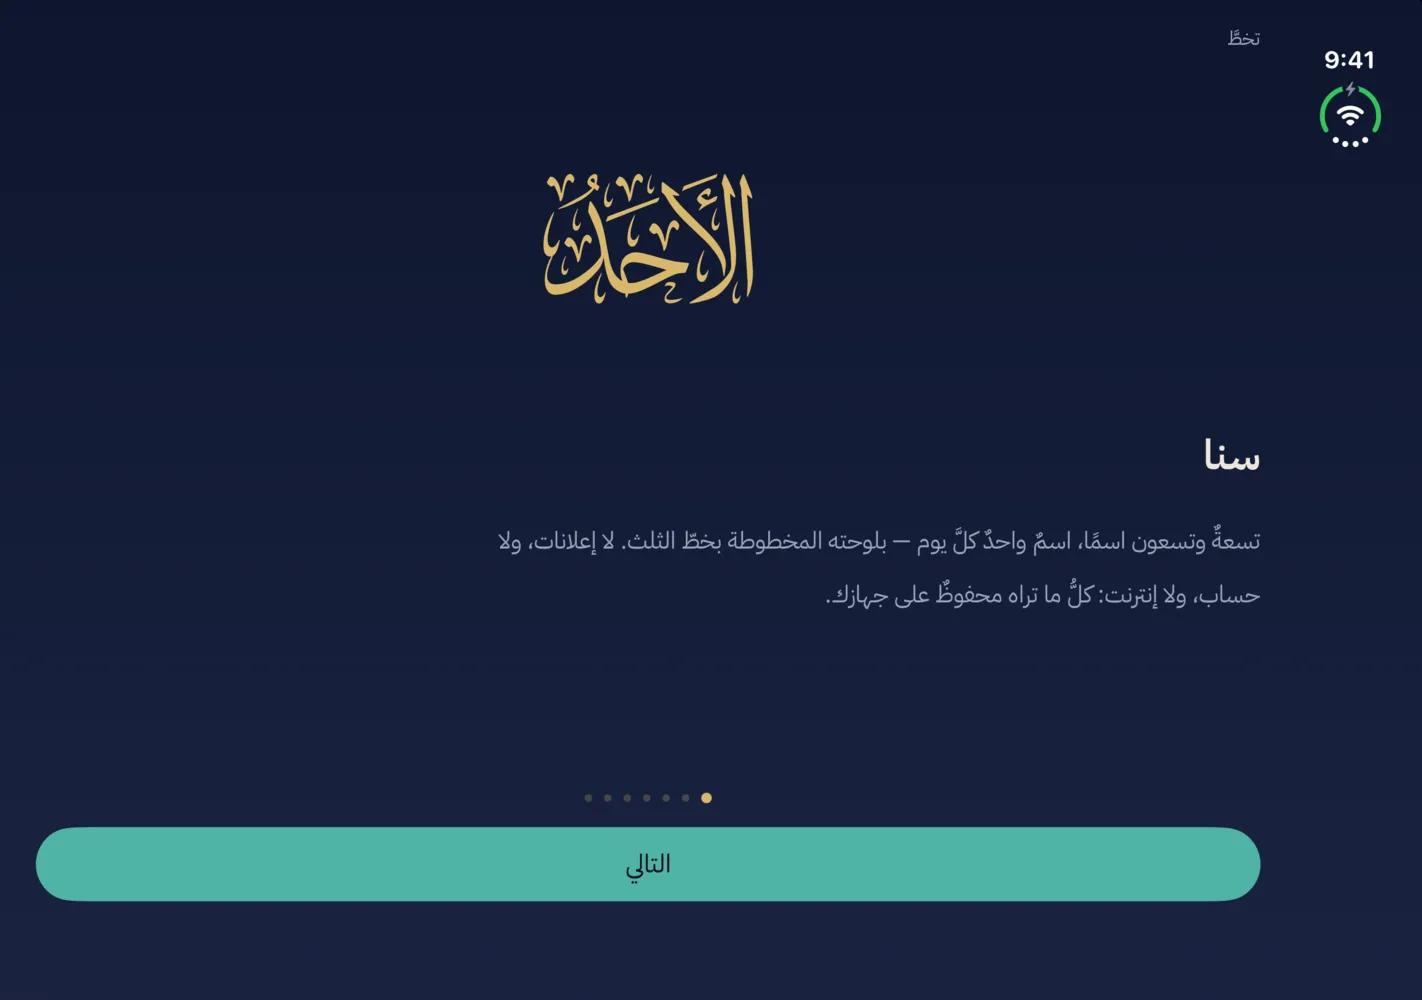 تخطَّ
9:41
الأَحَدُ
سنا
تسعةٌ وتسعون اسمًا، اسمٌ واحدٌ كلَّ يوم — بلوحته المخطوطة بخطّ الثلث. لا إعلانات، ولا
حساب، ولا إنترنت: كلُّ ما تراه محفوظٌ على جهازك.
التالي